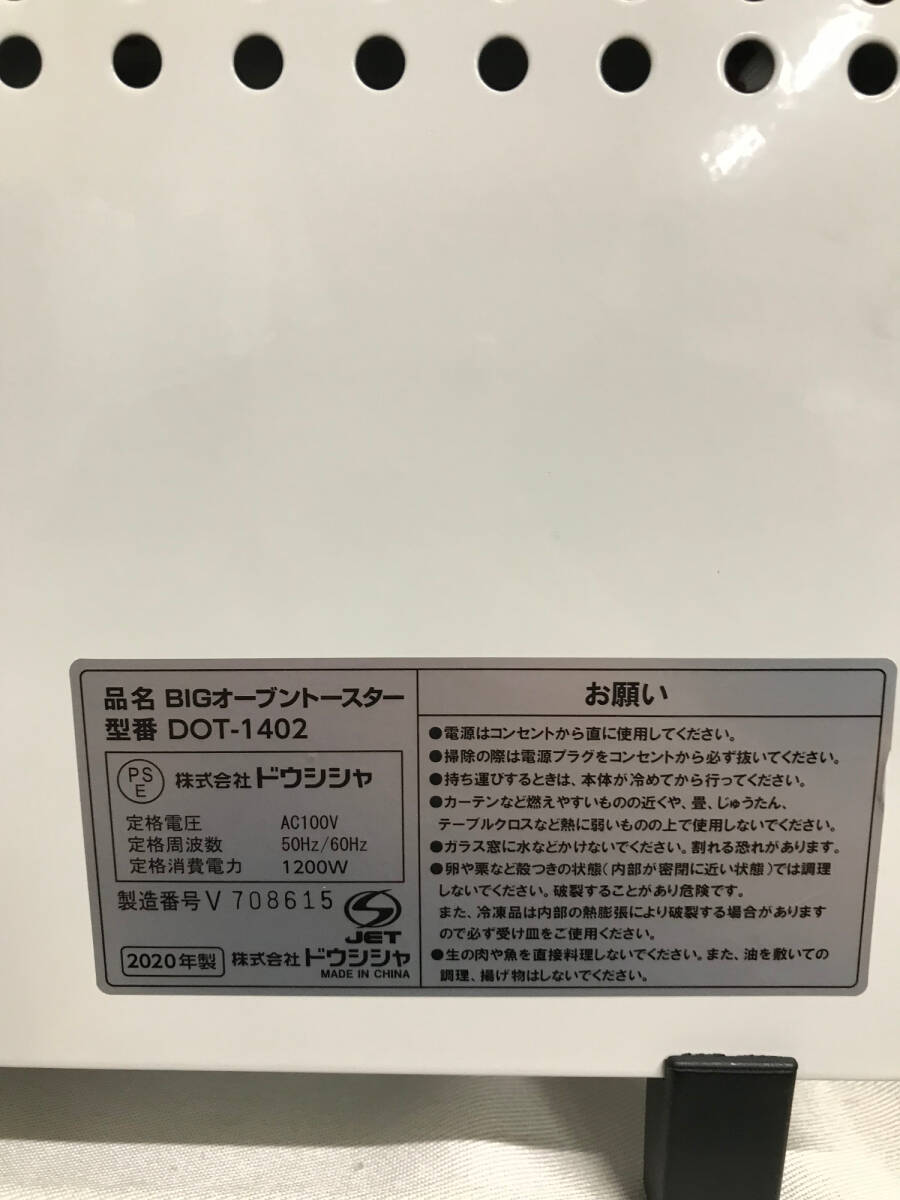 品名 BIGオーブントースター
型番 DOT-1402
PS
E
株式会社ドウシシャ
定格電圧 AC100V
定格周波数 50Hz/60Hz
定格消費電力 1200W
製造番号 V 708615
JET
2020年製 株式会社ドウシシャ
MADE IN CHINA
お願い
●電源はコンセントから直に使用してください。
●掃除の際は電源プラグをコンセントから必ず抜いてください。
●持ち運びするときは、本体が冷めてから行ってください。
●カーテンなど燃えやすいものの近くや、畳、じゅうたん、
テーブルクロスなど熱に弱いものの上で使用しないでください。
●ガラス窓に水などかけないでください。割れる恐れがあります。
●卵や栗など殻つきの状態(内部が密閉に近い状態)では調理
しないでください。破裂することがあり危険です。
また、冷凍品は内部の熱膨張により破裂する場合があります
ので必ず受け皿をご使用ください。
●生の肉や魚を直接料理しないでください。また、油を敷いての
調理、揚げ物はしないでください。